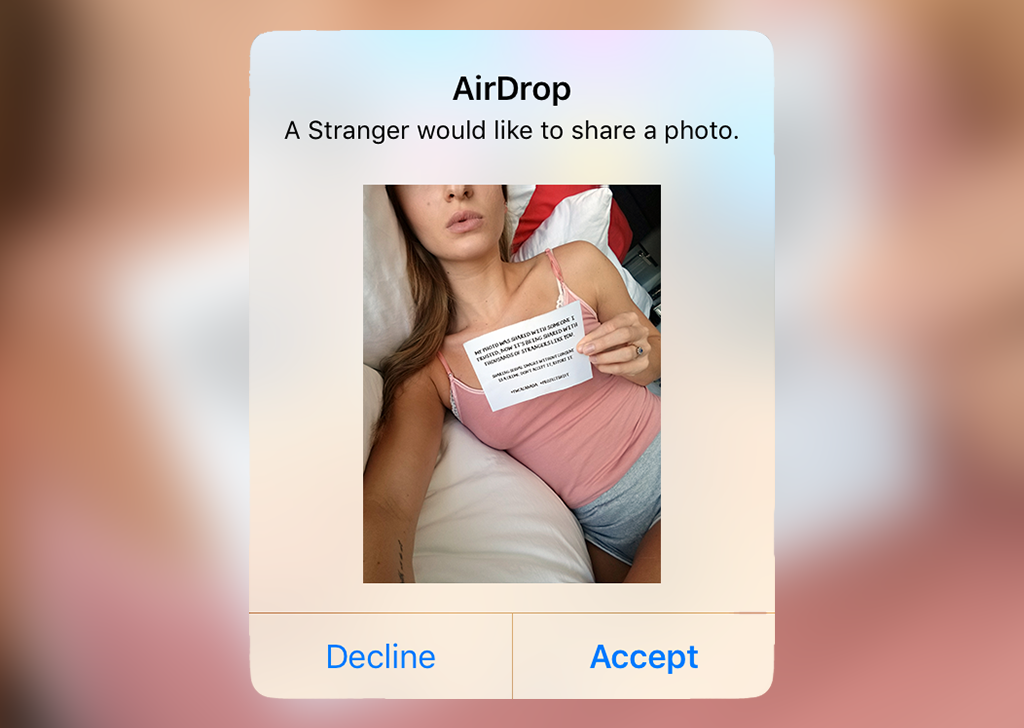 AirDrop
A Stranger would like to share a photo.
MY PHOTO WAS SHARED WITH SOMEONE I
TRUSTED. NOW IT'S BEING SHARED WITH
THOUSANDS OF STRANGERS LIKE YOU.
SHARING SEXUAL IMAGES WITHOUT CONSENT
IS A CRIME. DON'T ACCEPT IT, REPORT IT.
#YWCACANADA
Decline
Accept